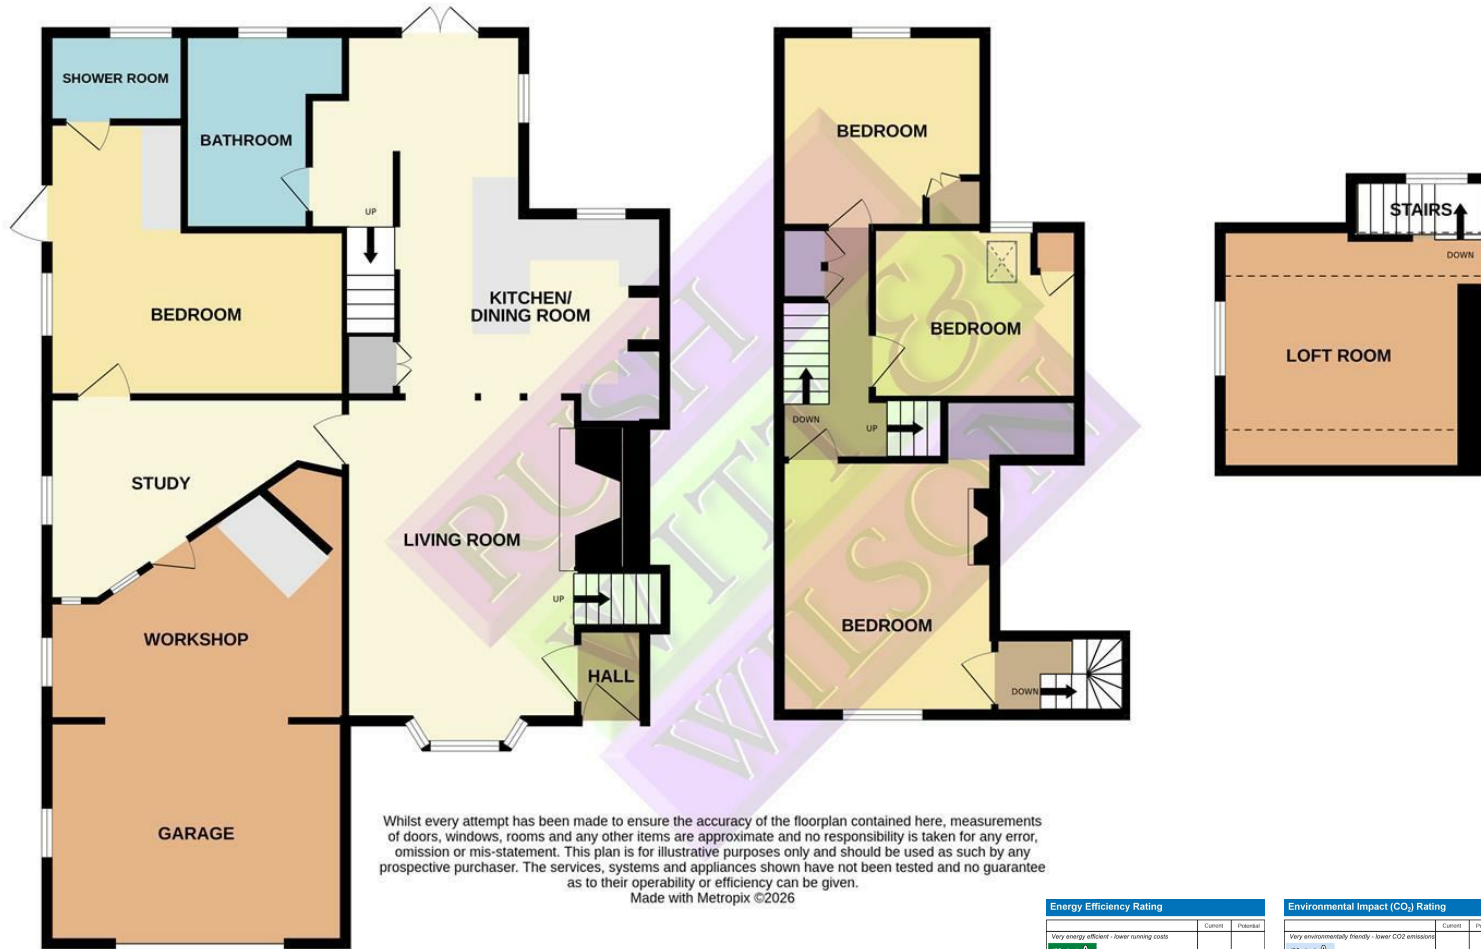 SHOWER ROOM
BATHROOM
UP
BEDROOM
KITCHEN/
DINING ROOM
STUDY
LIVING ROOM
UP
WORKSHOP
HALL
GARAGE
BEDROOM
BEDROOM
DOWN
UP
BEDROOM
DOWN
STAIRS
DOWN
LOFT ROOM
RUSH
WITT &
WILSON
Whilst every attempt has been made to ensure the accuracy of the floorplan contained here, measurements
of doors, windows, rooms and any other items are approximate and no responsibility is taken for any error,
omission or mis-statement. This plan is for illustrative purposes only and should be used as such by any
prospective purchaser. The services, systems and appliances shown have not been tested and no guarantee
as to their operability or efficiency can be given.
Made with Metropix ©2026
Energy Efficiency Rating
Current Potential
Very energy efficient - lower running costs
Environmental Impact (CO₂) Rating
Current
Very environmentally friendly - lower CO2 emissions